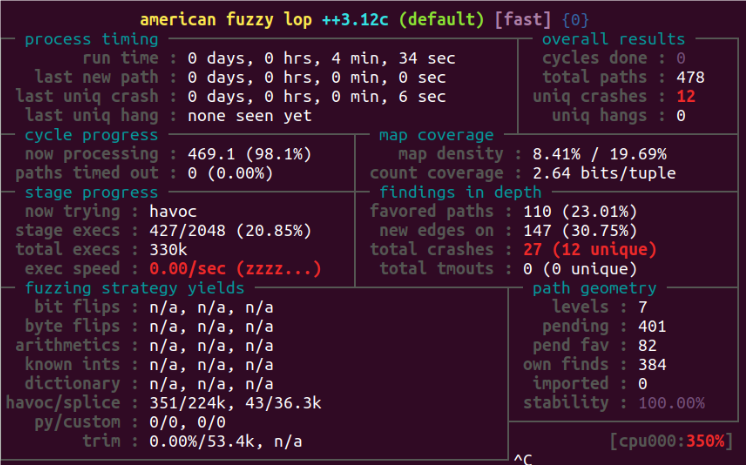 american fuzzy lop ++3.12c (default) [fast] {0}
process timing overall results
run time : 0 days, 0 hrs, 4 min, 34 sec cycles done : 0
last new path : 0 days, 0 hrs, 0 min, 0 sec total paths : 478
last uniq crash : 0 days, 0 hrs, 0 min, 6 sec uniq crashes : 12
last uniq hang : none seen yet uniq hangs : 0
cycle progress map coverage
now processing : 469.1 (98.1%) map density : 8.41% / 19.69%
paths timed out : 0 (0.00%) count coverage : 2.64 bits/tuple
stage progress findings in depth
now trying : havoc favored paths : 110 (23.01%)
stage execs : 427/2048 (20.85%) new edges on : 147 (30.75%)
total execs : 330k total crashes : 27 (12 unique)
exec speed : 0.00/sec (zzzz...) total tmouts : 0 (0 unique)
fuzzing strategy yields path geometry
bit flips : n/a, n/a, n/a levels : 7
byte flips : n/a, n/a, n/a pending : 401
arithmetics : n/a, n/a, n/a pend fav : 82
known ints : n/a, n/a, n/a own finds : 384
dictionary : n/a, n/a, n/a imported : 0
havoc/splice : 351/224k, 43/36.3k stability : 100.00%
py/custom : 0/0, 0/0
trim : 0.00%/53.4k, n/a [cpu000:350%]
^C